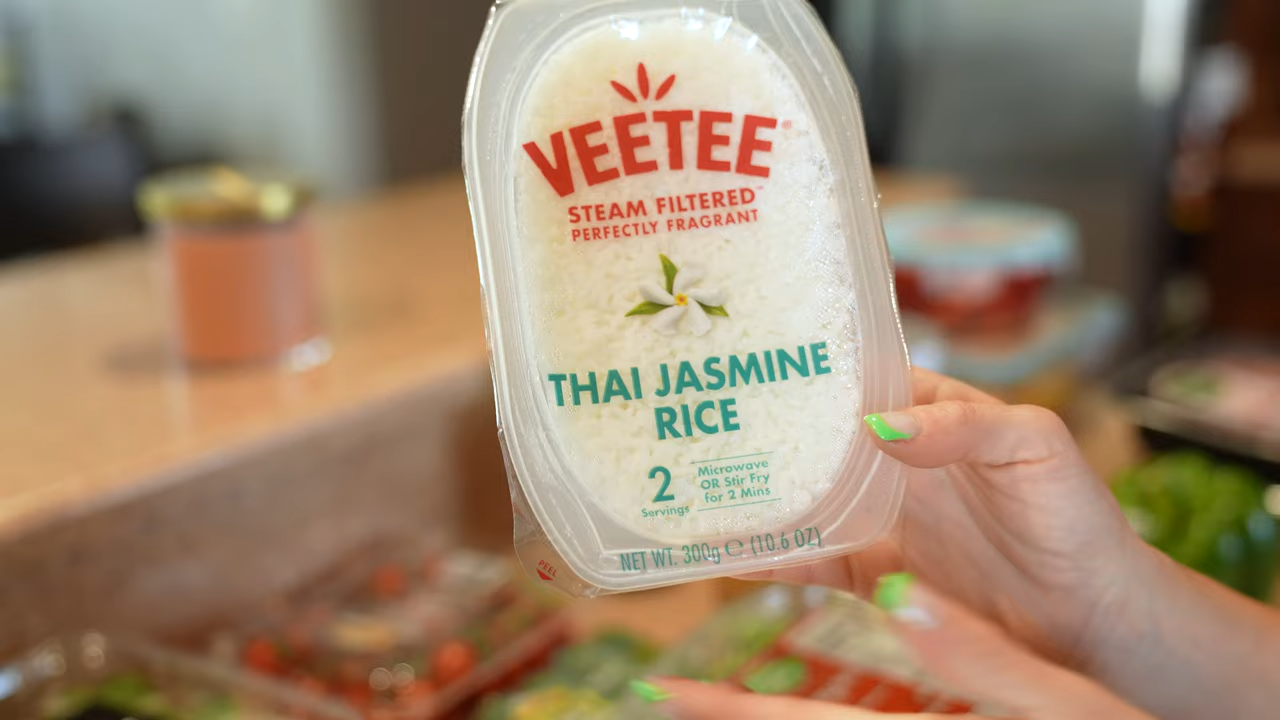 VEETEE®
STEAM FILTERED™
PERFECTLY FRAGRANT
THAI JASMINE
RICE
2
Servings
Microwave
OR Stir Fry
for 2 Mins
NET WT. 300g ℮ (10.6 OZ)
PEEL